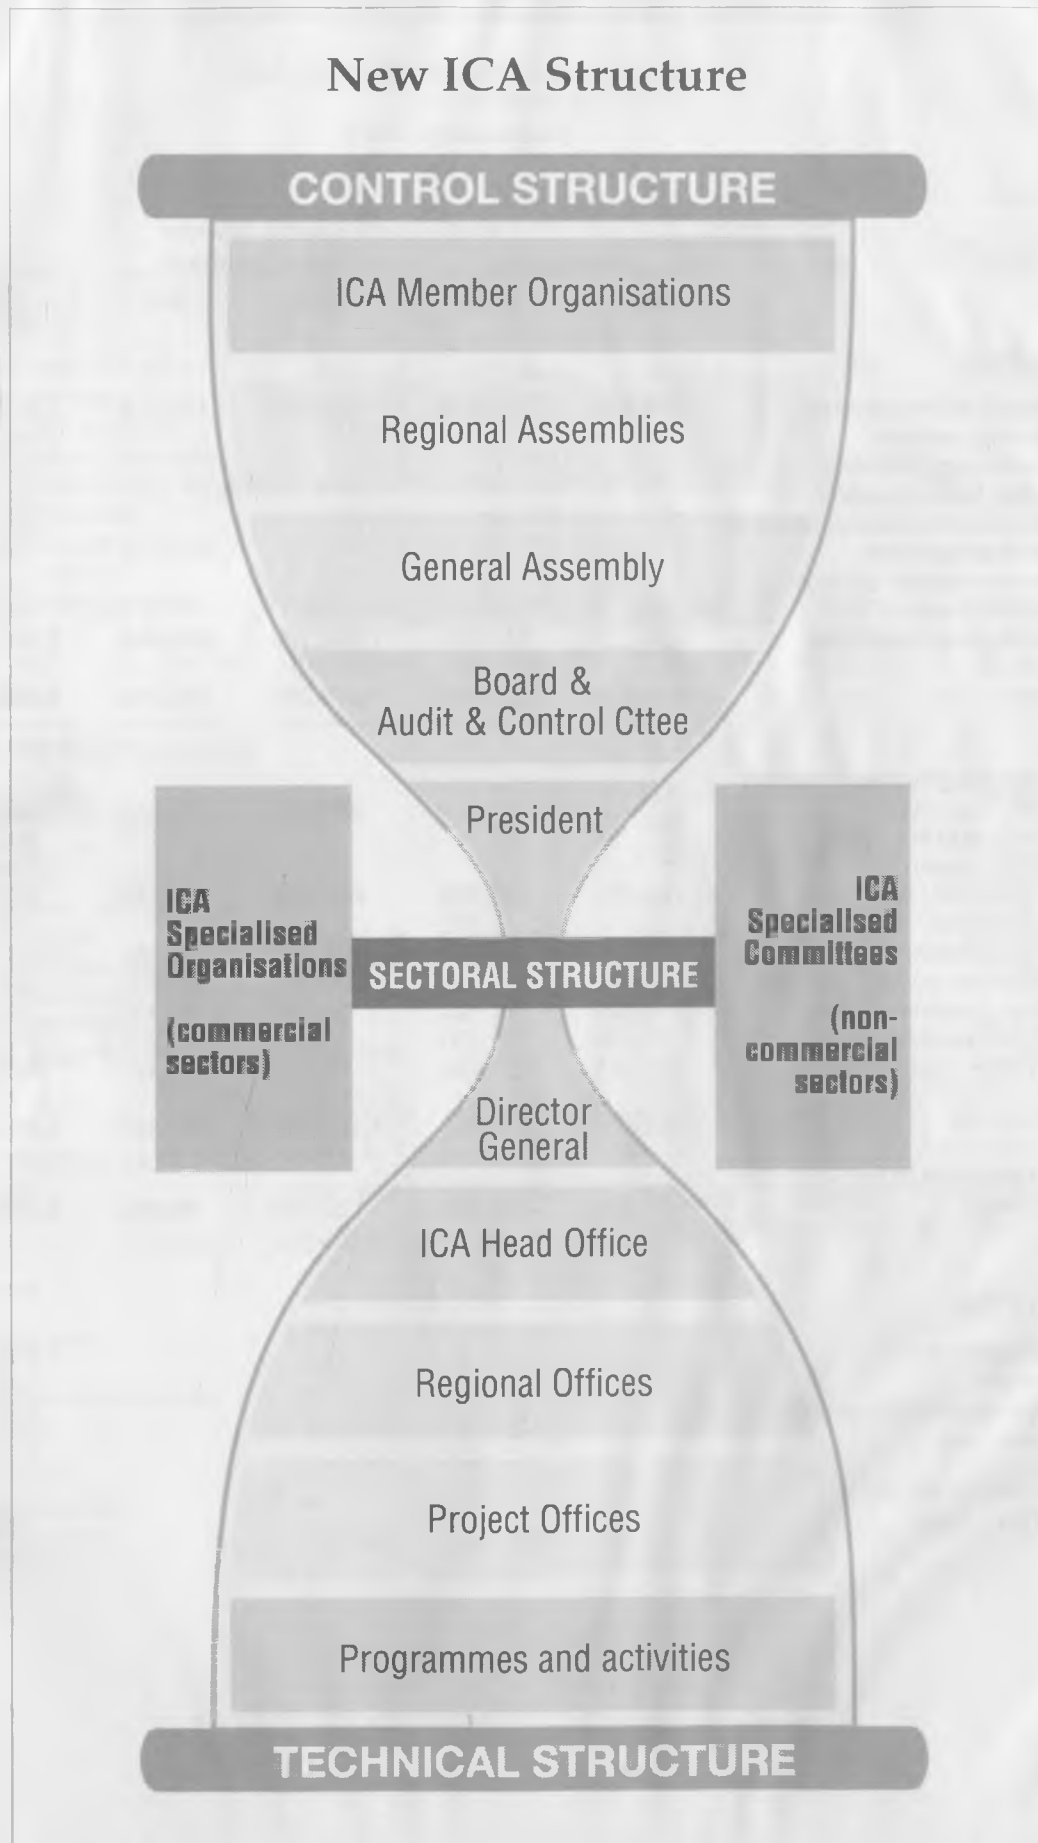 New ICA Structure
CONTROL STRUCTURE
ICA Member Organisations
Regional Assemblies
General Assembly
Board &
Audit & Control Cttee
President
ICA
Specialised
Organisations
(commercial
sectors)
SECTORAL STRUCTURE
ICA
Specialised
Committees
(non-
commercial
sectors)
Director
General
ICA Head Office
Regional Offices
Project Offices
Programmes and activities
TECHNICAL STRUCTURE